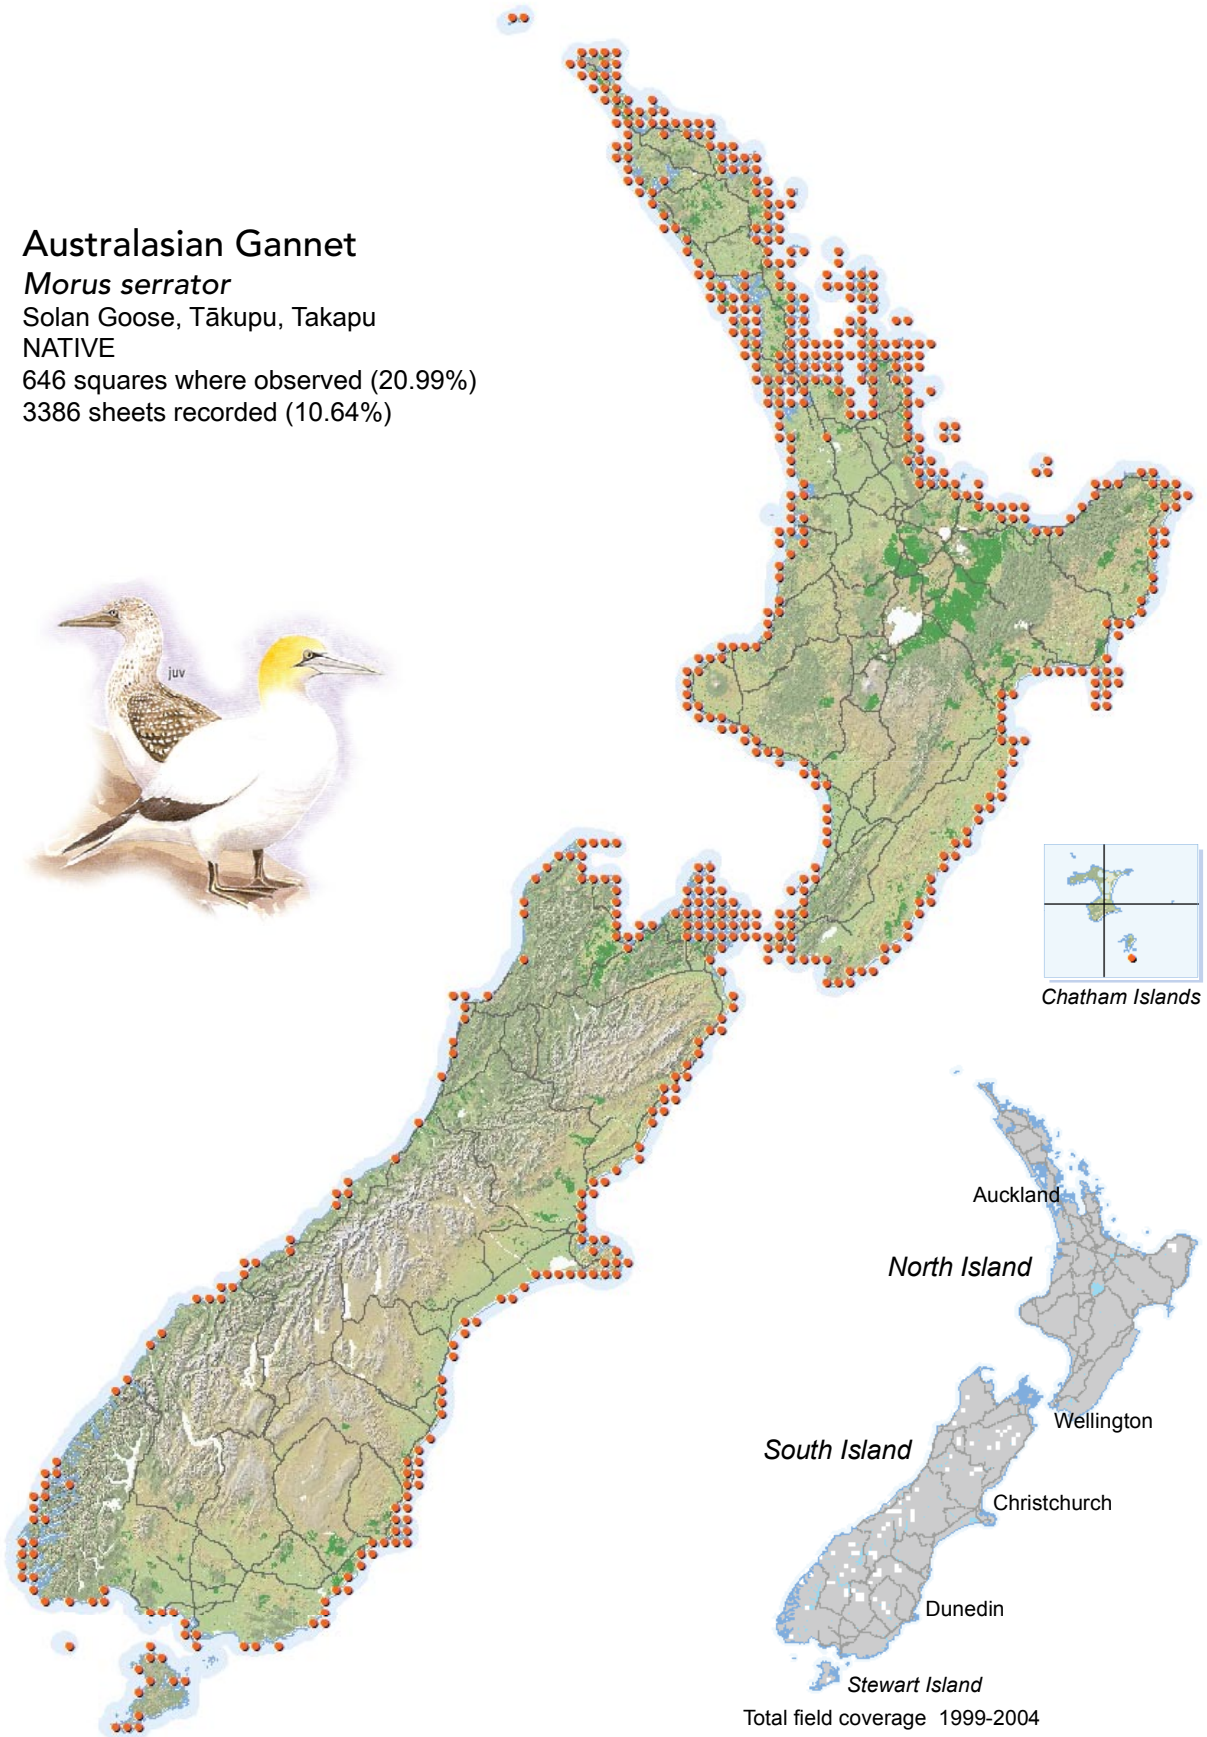 Australasian Gannet
Morus serrator
Solan Goose, Tākupu, Takapu
NATIVE
646 squares where observed (20.99%)
3386 sheets recorded (10.64%)
juv
Chatham Islands
Auckland
North Island
Wellington
South Island
Christchurch
Dunedin
Stewart Island
Total field coverage 1999-2004